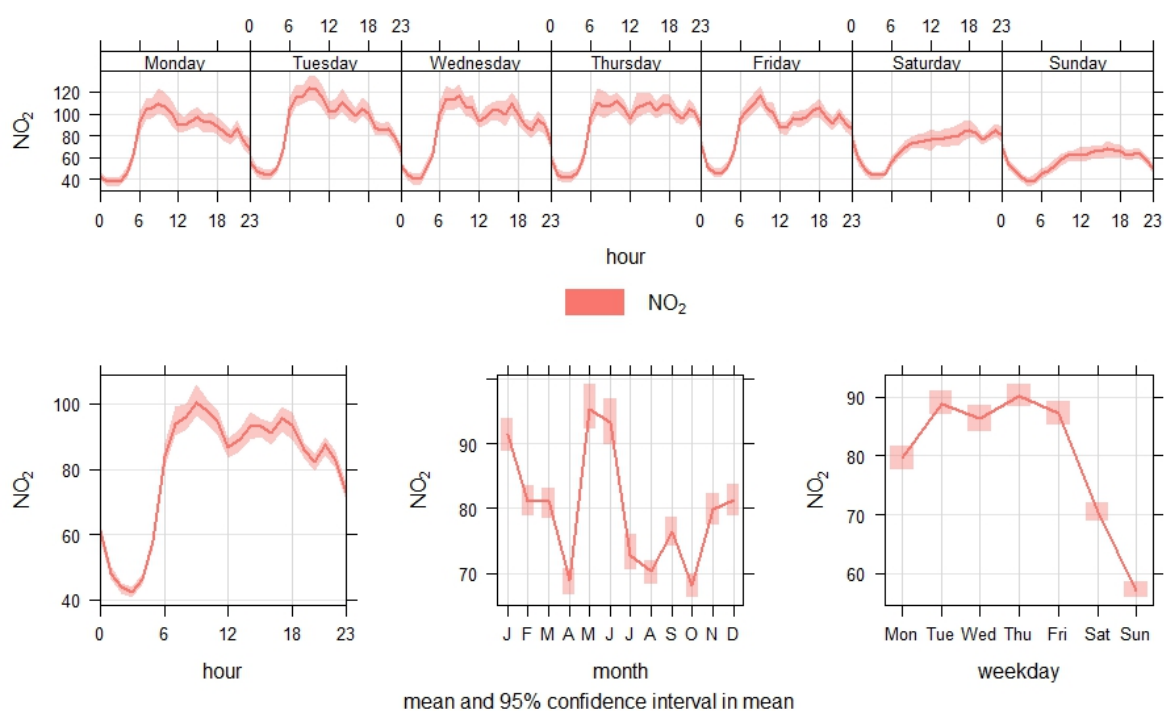 0 6 12 18 23 0 6 12 18 23 0 6 12 18 23
Monday Tuesday Wednesday Thursday Friday Saturday Sunday
NO₂
120
100
80
60
40
0 6 12 18 23 0 6 12 18 23 0 6 12 18 23 0 6 12 18 23
hour
NO₂
NO₂
100
80
60
40
0 6 12 18 23
hour
NO₂
90
80
70
J F M A M J J A S O N D
month
NO₂
90
80
70
60
Mon Tue Wed Thu Fri Sat Sun
weekday
mean and 95% confidence interval in mean